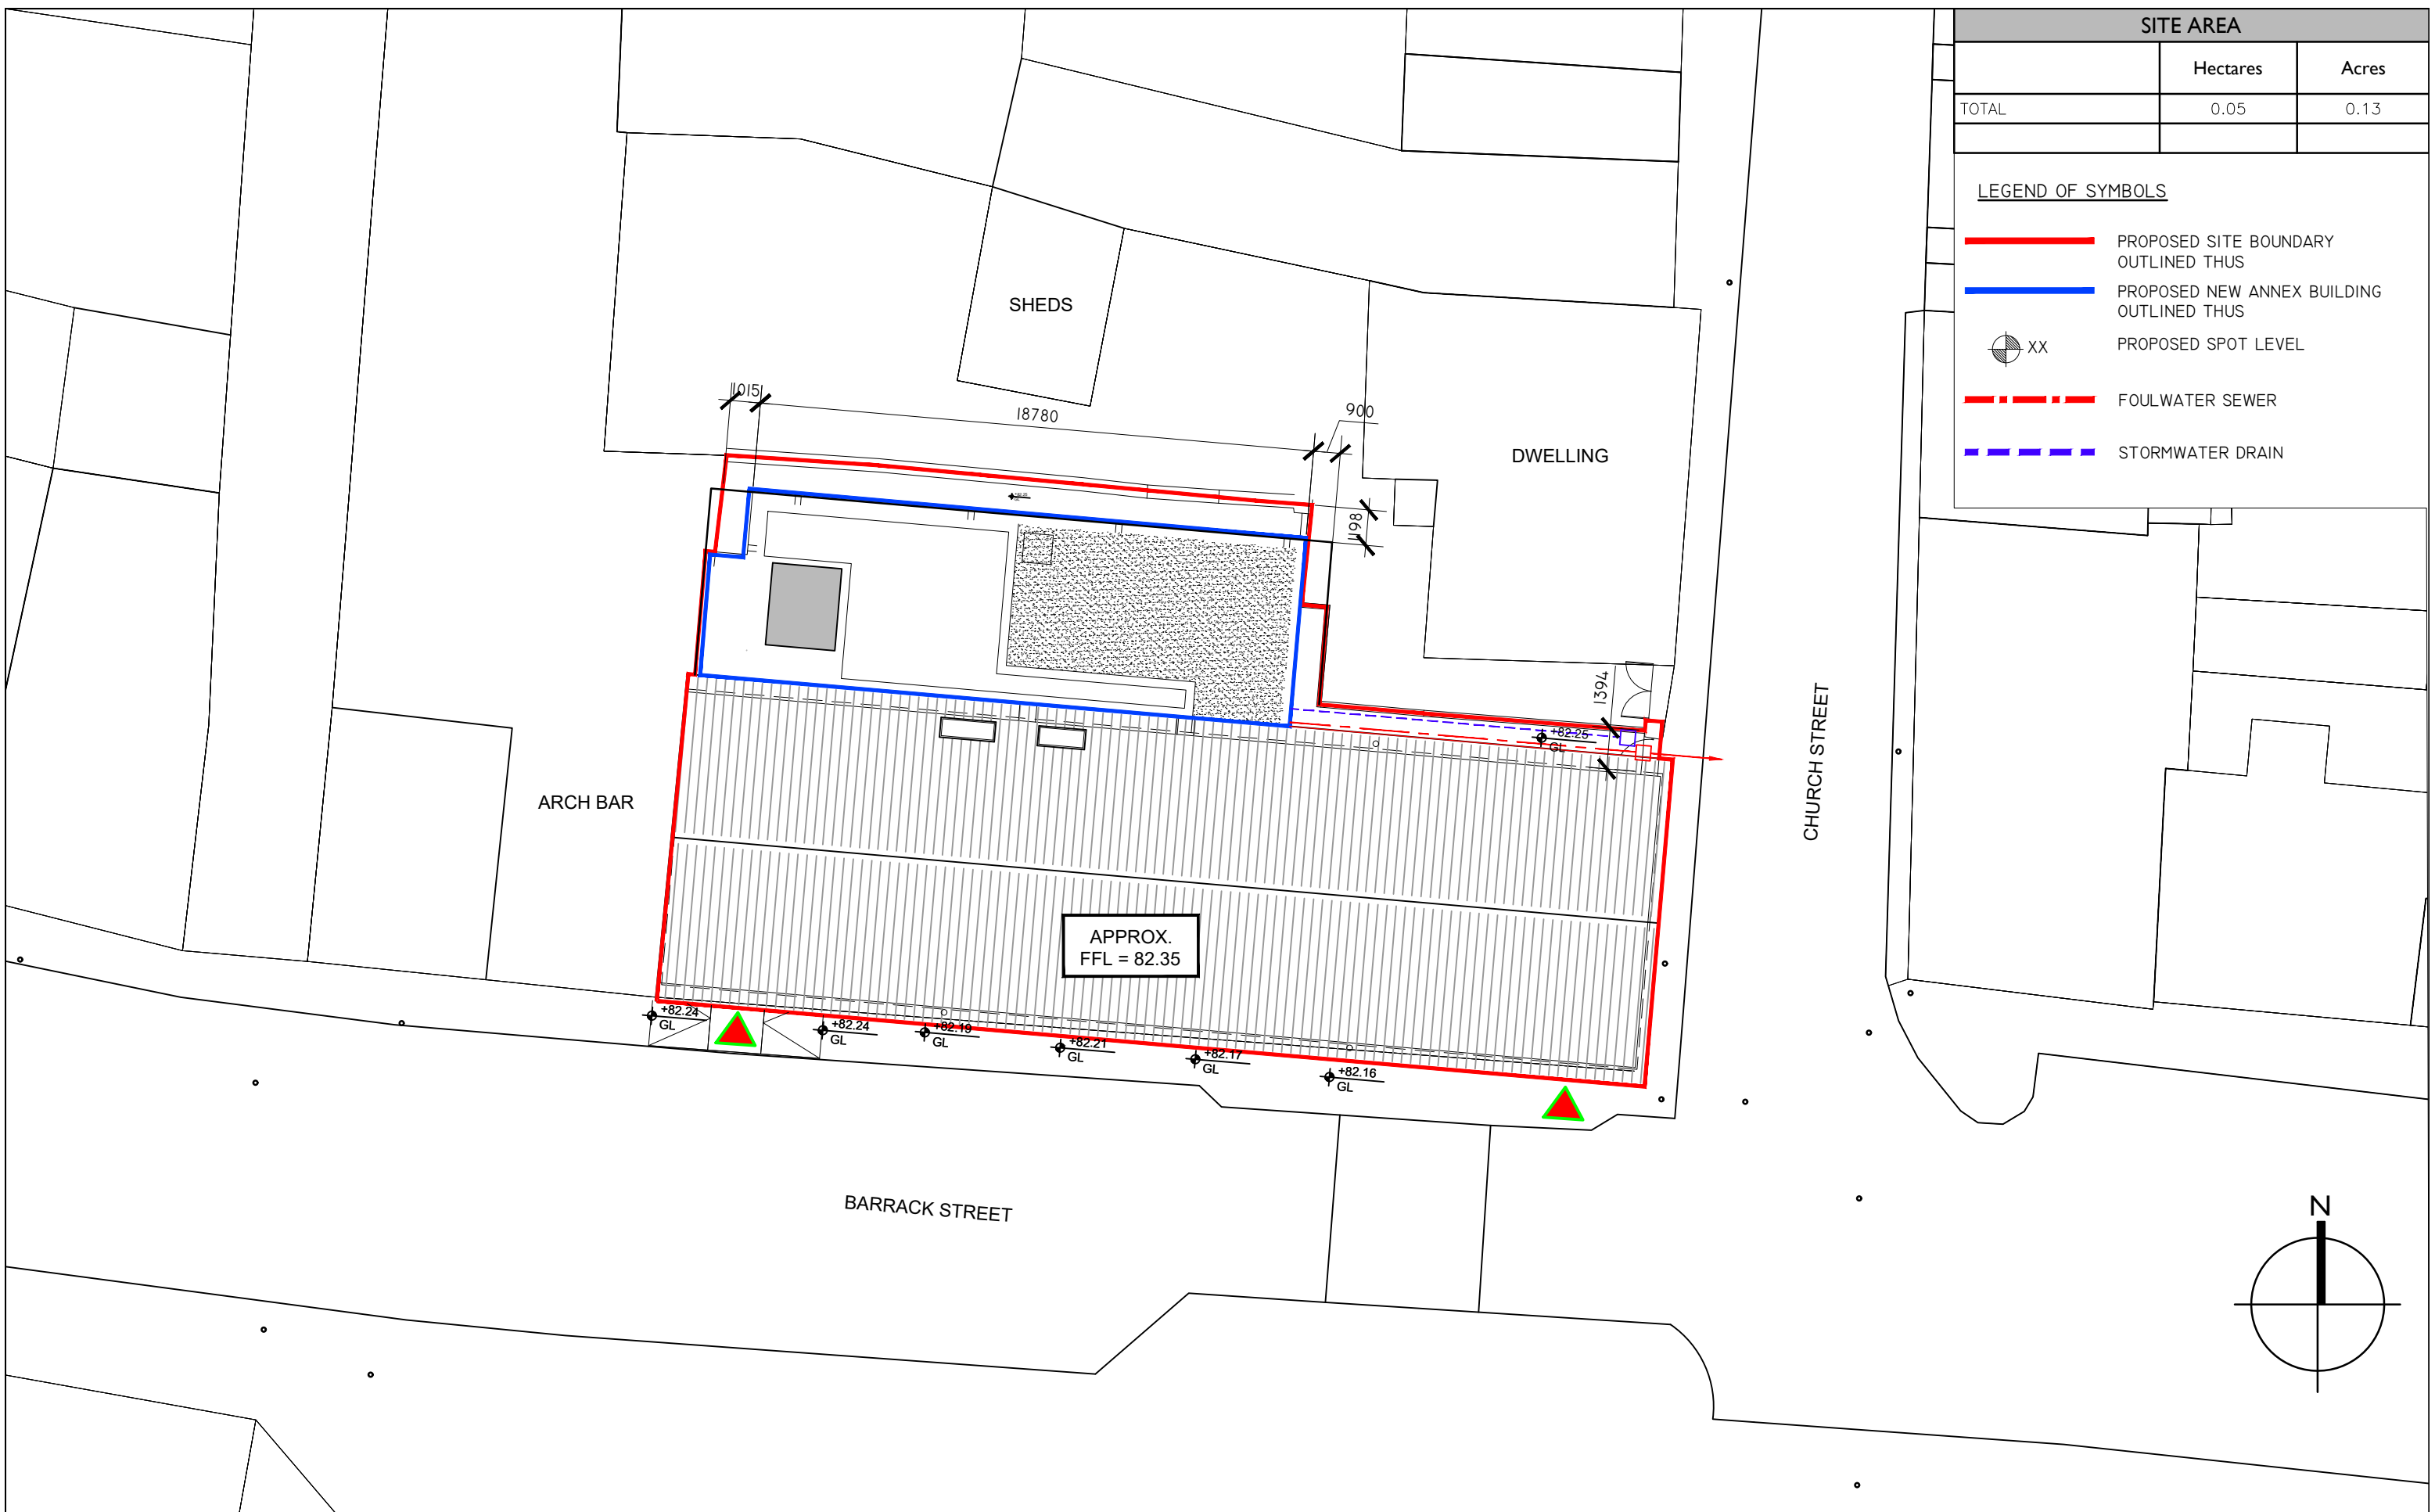 SITE AREA
Hectares Acres
TOTAL 0.05 0.13
LEGEND OF SYMBOLS
PROPOSED SITE BOUNDARY
OUTLINED THUS
PROPOSED NEW ANNEX BUILDING
OUTLINED THUS
XX PROPOSED SPOT LEVEL
FOULWATER SEWER
STORMWATER DRAIN
SHEDS
1015
18780
900
DWELLING
1198
1394
+82.25
GL
CHURCH STREET
ARCH BAR
APPROX.
FFL = 82.35
+82.24
GL
+82.24
GL
+82.19
GL
+82.21
GL
+82.17
GL
+82.16
GL
BARRACK STREET
N